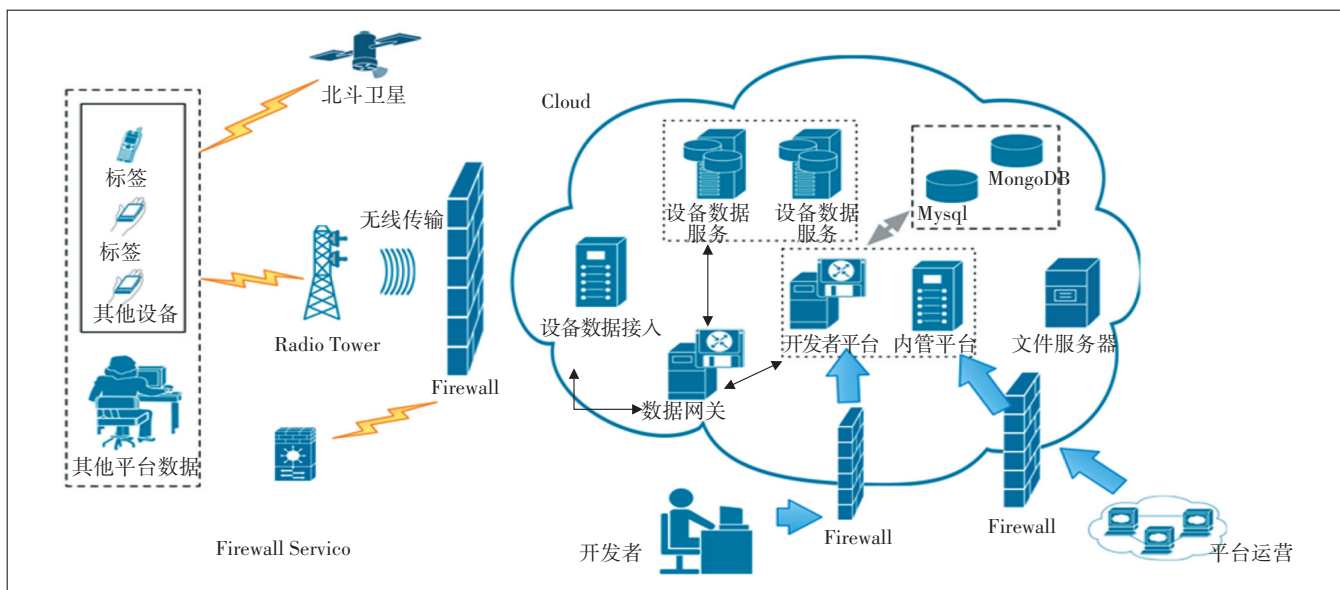 北斗卫星
标签
标签
其他设备
其他平台数据
无线传输
Radio Tower
Firewall
Firewall Servico
Cloud
设备数据
服务
设备数据
服务
MongoDB
Mysql
设备数据接入
数据网关
开发者平台
内管平台
文件服务器
开发者
Firewall
Firewall
平台运营